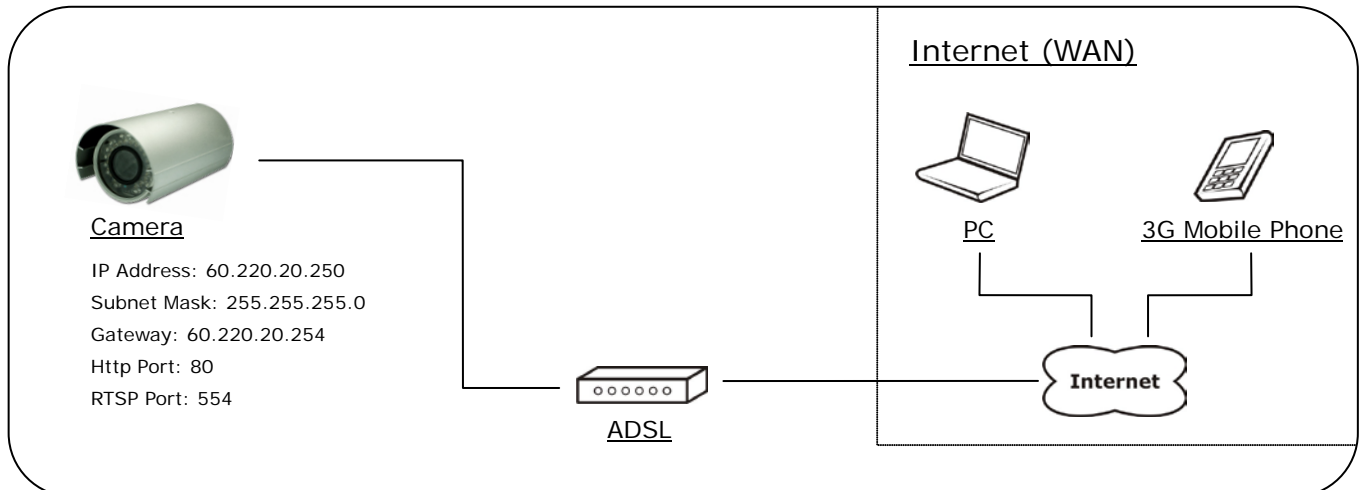 Internet (WAN)
Camera
IP Address: 60.220.20.250
Subnet Mask: 255.255.255.0
Gateway: 60.220.20.254
Http Port: 80
RTSP Port: 554
PC
3G Mobile Phone
Internet
ADSL